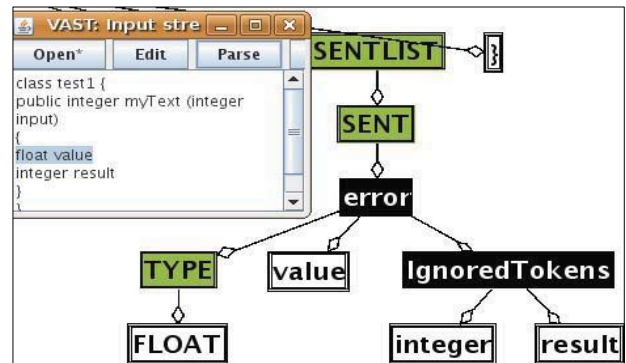 VAST: Input stre
Open* Edit Parse
class test1 {
public integer myText (integer
input)
{
float value
integer result
}
}
SENTLIST
}
SENT
error
TYPE value IgnoredTokens
FLOAT integer result